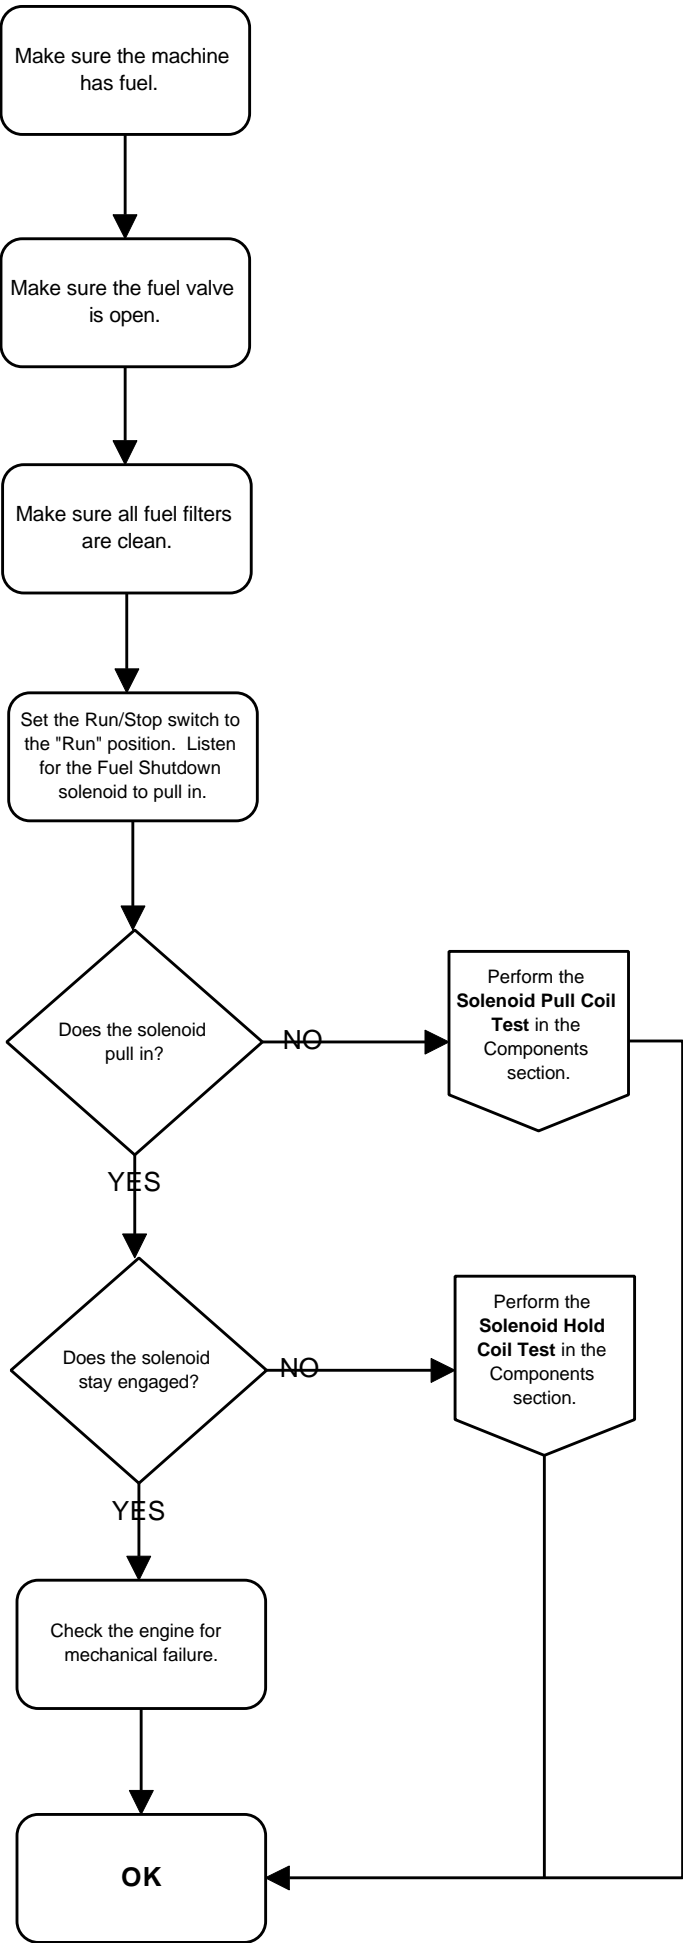 Make sure the machine
has fuel.
Make sure the fuel valve
is open.
Make sure all fuel filters
are clean.
Set the Run/Stop switch to
the "Run" position.  Listen
for the Fuel Shutdown
solenoid to pull in.
Does the solenoid
pull in?
NO
Perform the
Solenoid Pull Coil
Test in the
Components
section.
YES
Does the solenoid
stay engaged?
NO
Perform the
Solenoid Hold
Coil Test in the
Components
section.
YES
Check the engine for
mechanical failure.
OK